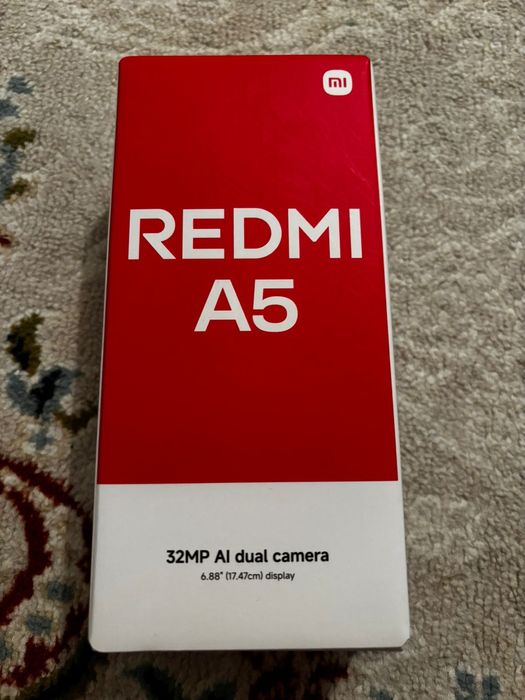 mi
REDMI
A5
32MP AI dual camera
6.88" (17.47cm) display